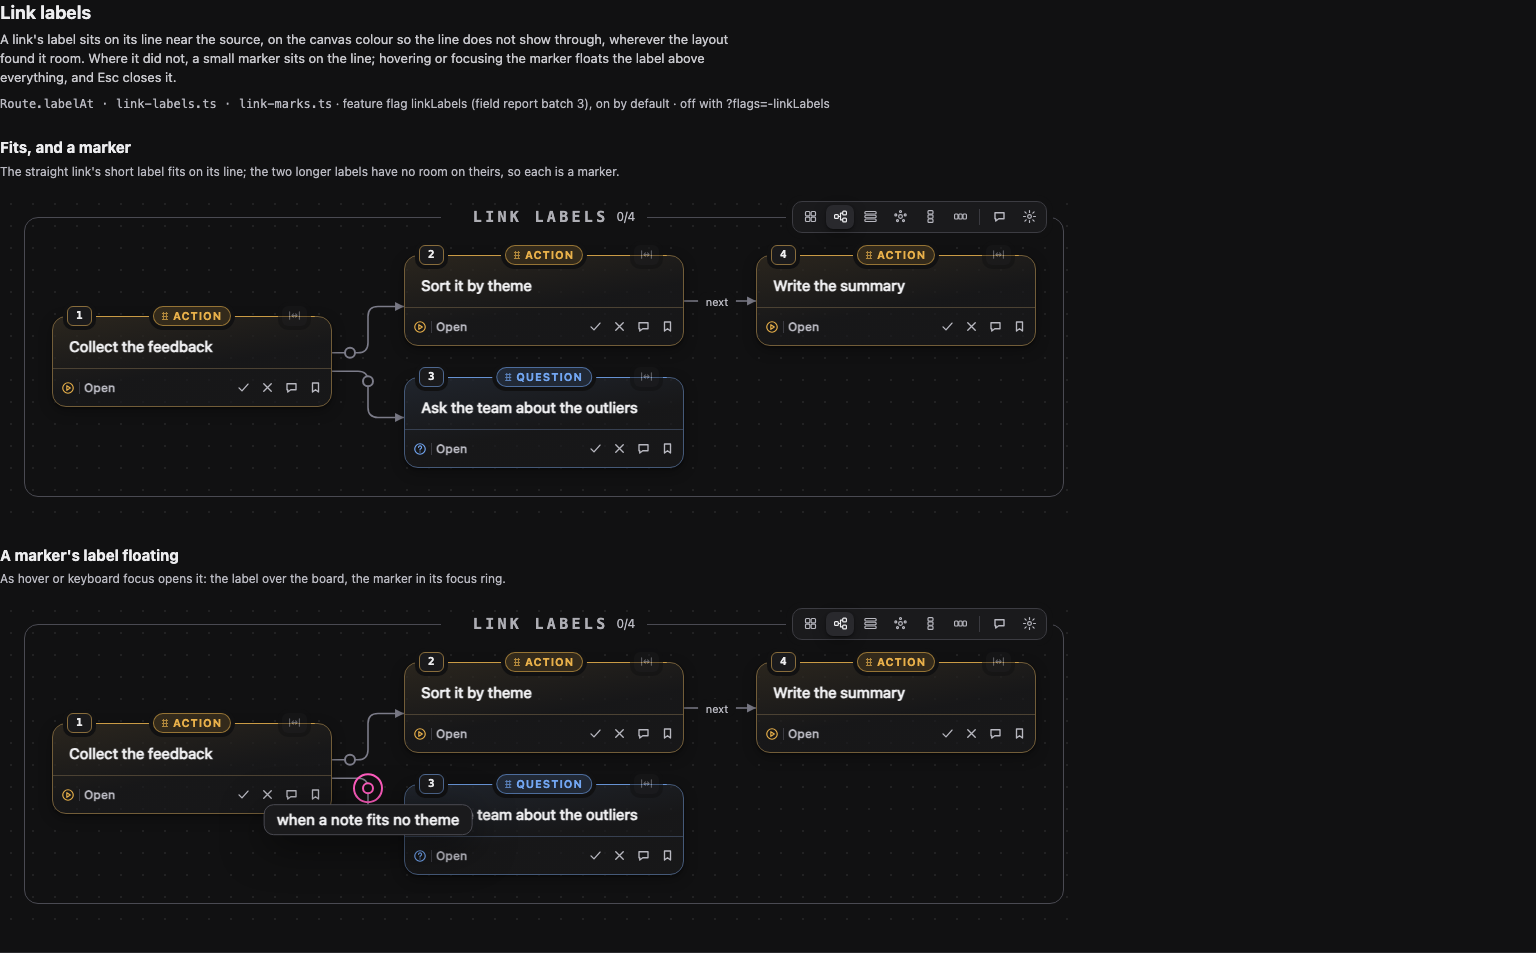 Link labels
A link's label sits on its line near the source, on the canvas colour so the line does not show through, wherever the layout
found it room. Where it did not, a small marker sits on the line; hovering or focusing the marker floats the label above
everything, and Esc closes it.
Route.labelAt · link-labels.ts · link-marks.ts · feature flag linkLabels (field report batch 3), on by default · off with ?flags=-linkLabels
Fits, and a marker
The straight link's short label fits on its line; the two longer labels have no room on theirs, so each is a marker.
LINK LABELS 0/4
1 ACTION
Collect the feedback
Open
2 ACTION
Sort it by theme
Open
next
4 ACTION
Write the summary
Open
3 QUESTION
Ask the team about the outliers
Open
A marker's label floating
As hover or keyboard focus opens it: the label over the board, the marker in its focus ring.
LINK LABELS 0/4
1 ACTION
Collect the feedback
Open
2 ACTION
Sort it by theme
Open
next
4 ACTION
Write the summary
Open
3 QUESTION
team about the outliers
Open
when a note fits no theme